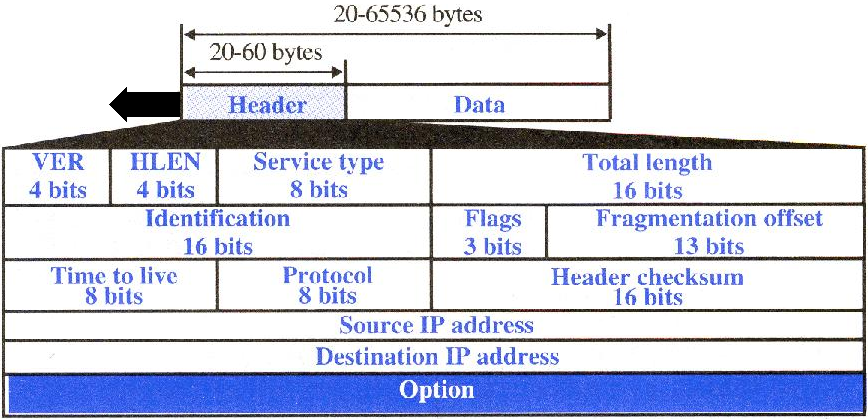 20-65536 bytes
20-60 bytes
Header
Data
VER
4 bits
HLEN
4 bits
Service type
8 bits
Total length
16 bits
Identification
16 bits
Flags
3 bits
Fragmentation offset
13 bits
Time to live
8 bits
Protocol
8 bits
Header checksum
16 bits
Source IP address
Destination IP address
Option